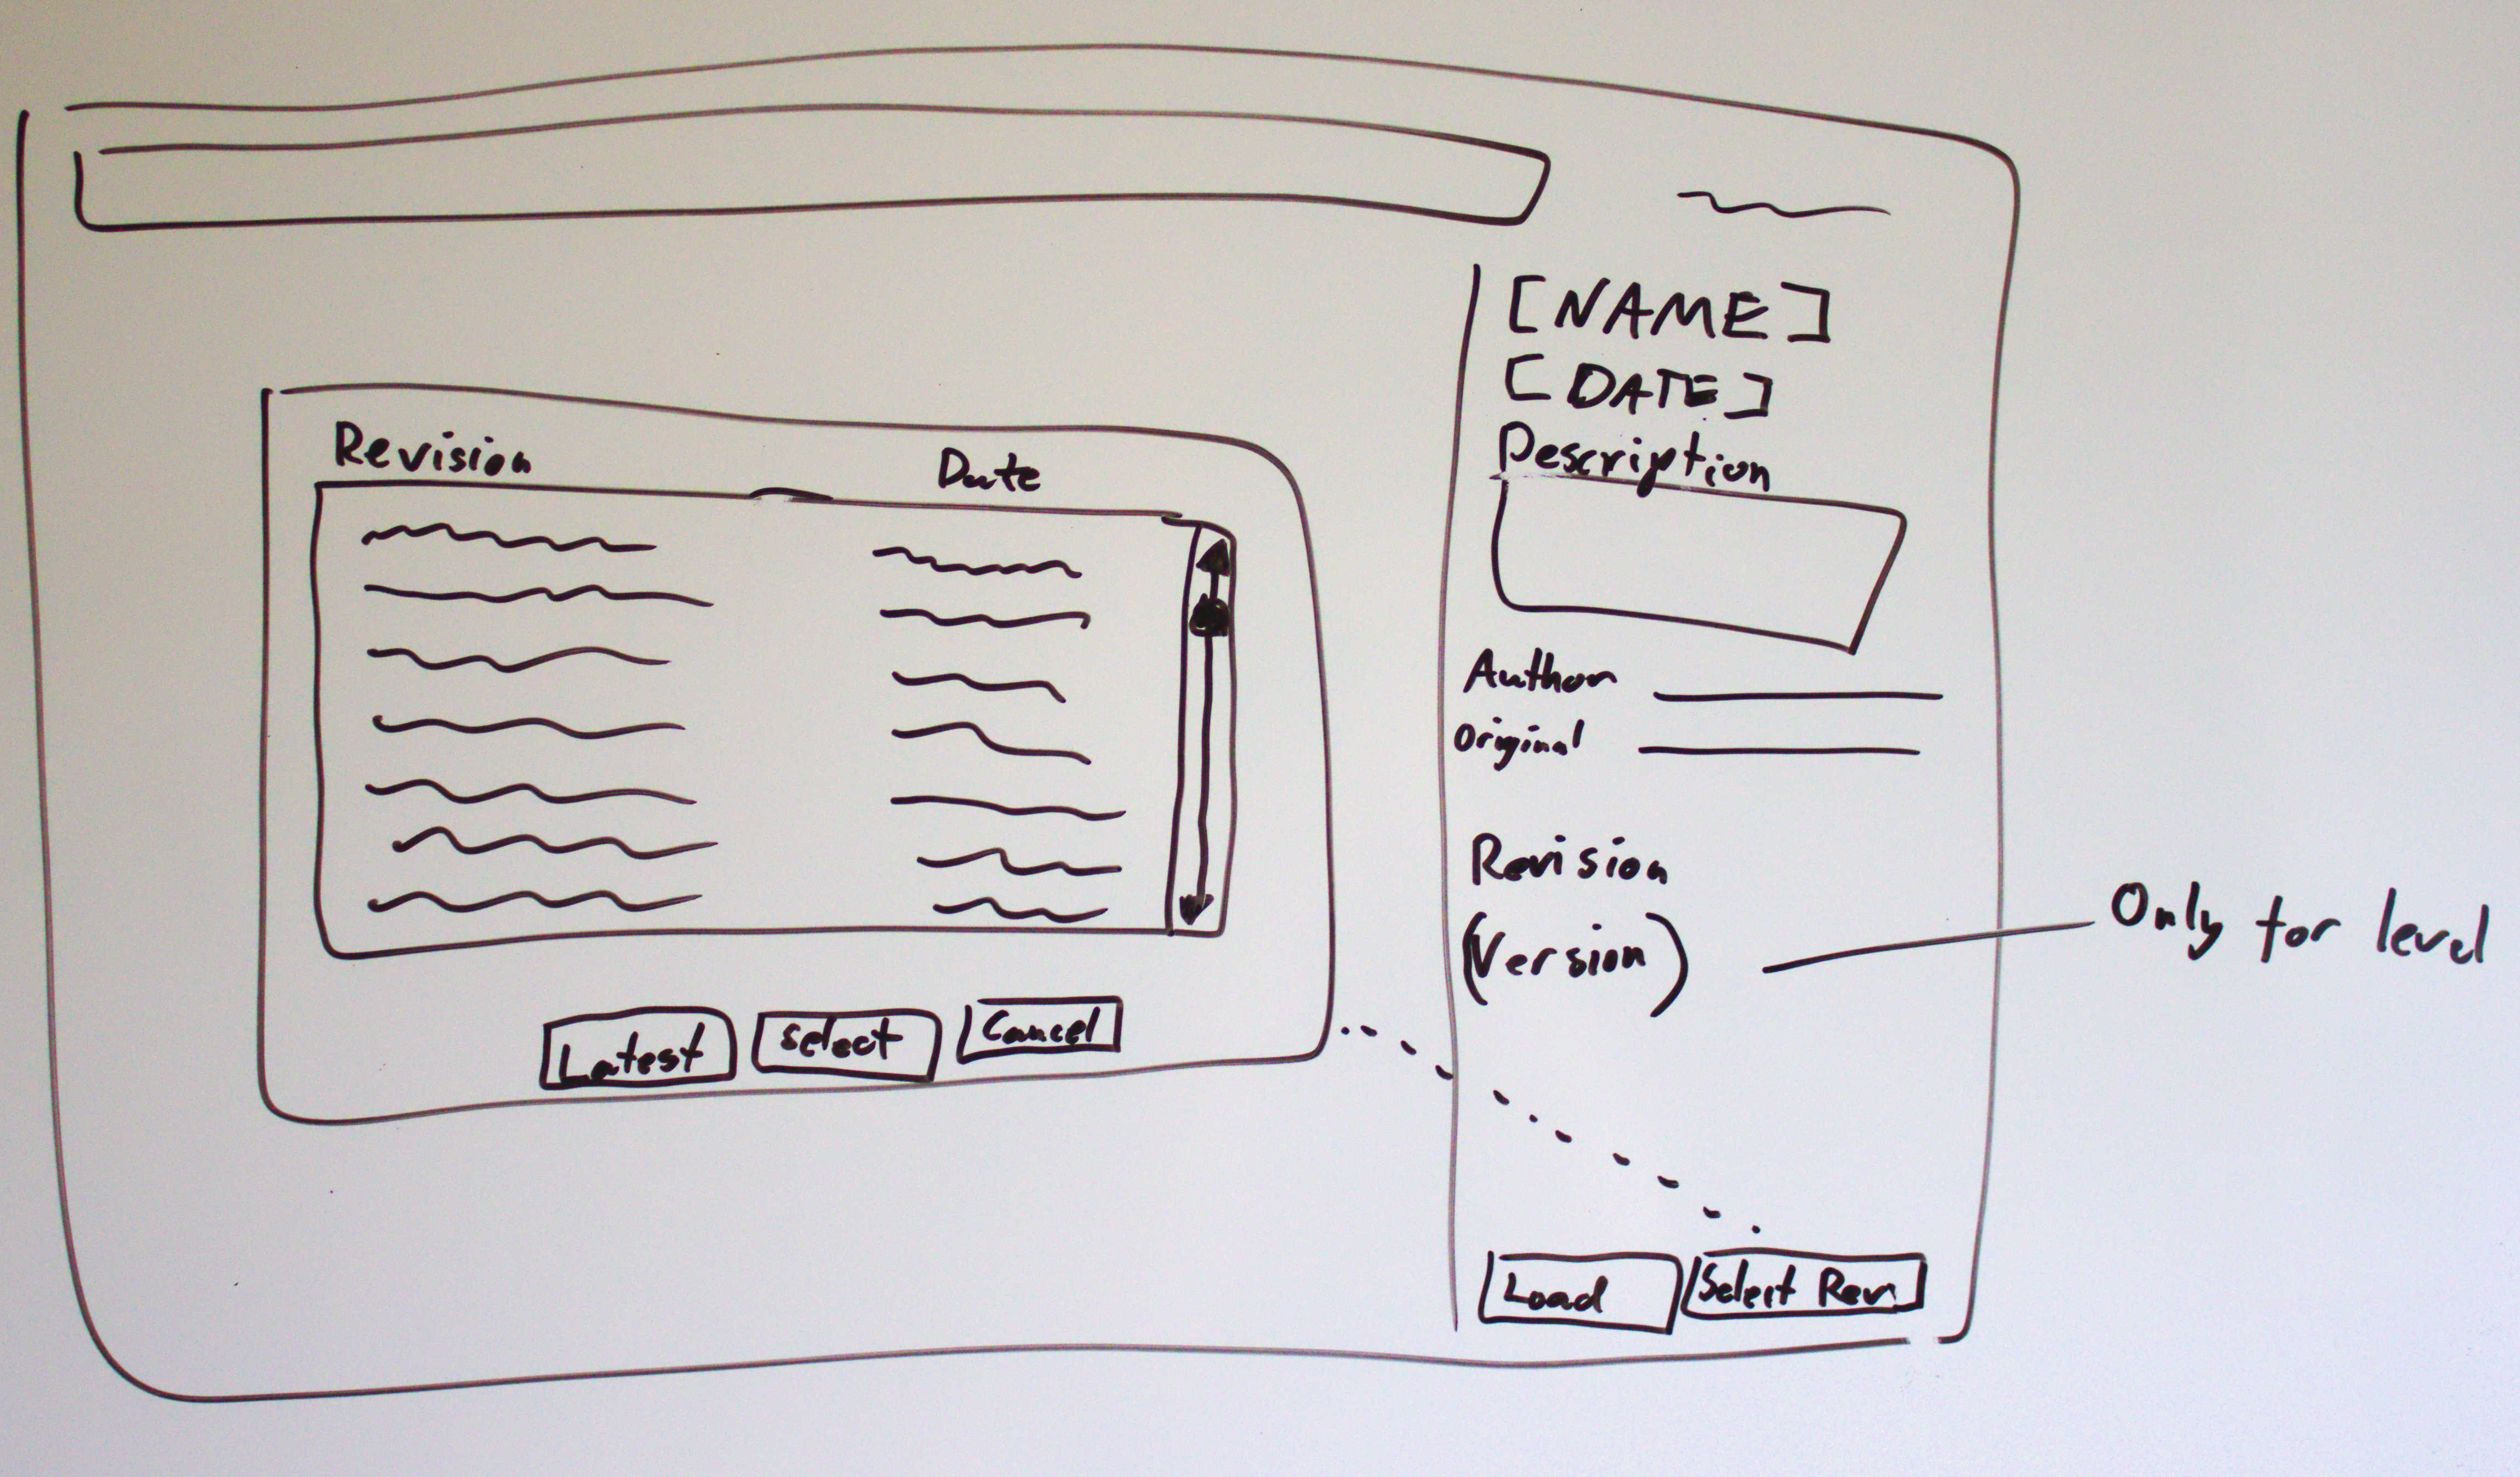 [NAME]
[DATE]
Description
Author
Original
Revision
(Version)
Only for level
Load
Select Rev.
Revision Date
Latest
Select
Cancel